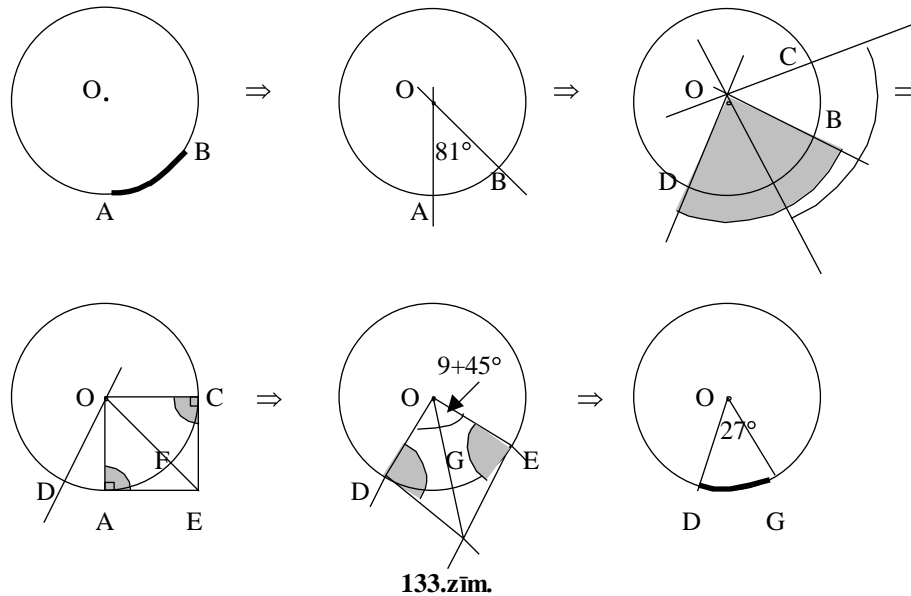 O. ⇒ O ⇒ O C =
81°
B B B
A A D
9+45°
O C ⇒ O ⇒ O
27°
F G E
D D
A E D G
133.zīm.